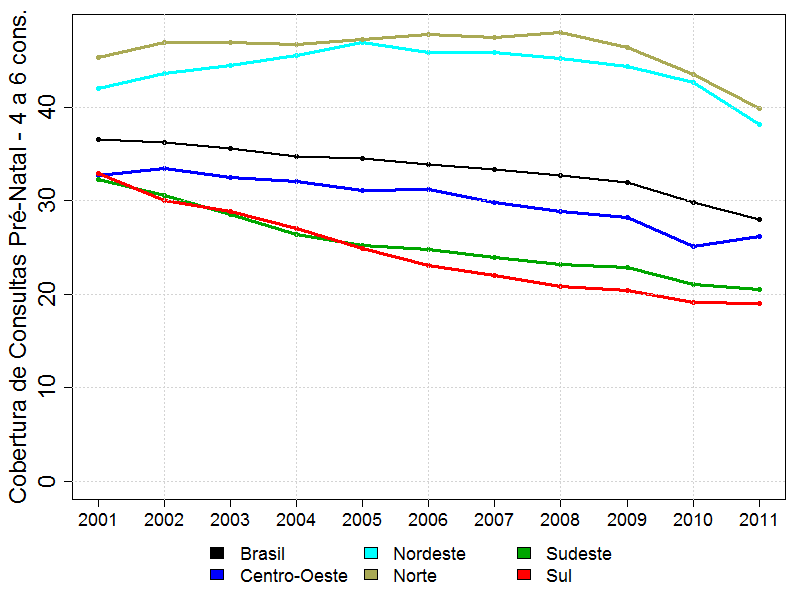 Cobertura de Consultas Pré-Natal - 4 a 6 cons.
40
30
20
10
0
2001 2002 2003 2004 2005 2006 2007 2008 2009 2010 2011
Brasil Nordeste Sudeste
Centro-Oeste Norte Sul